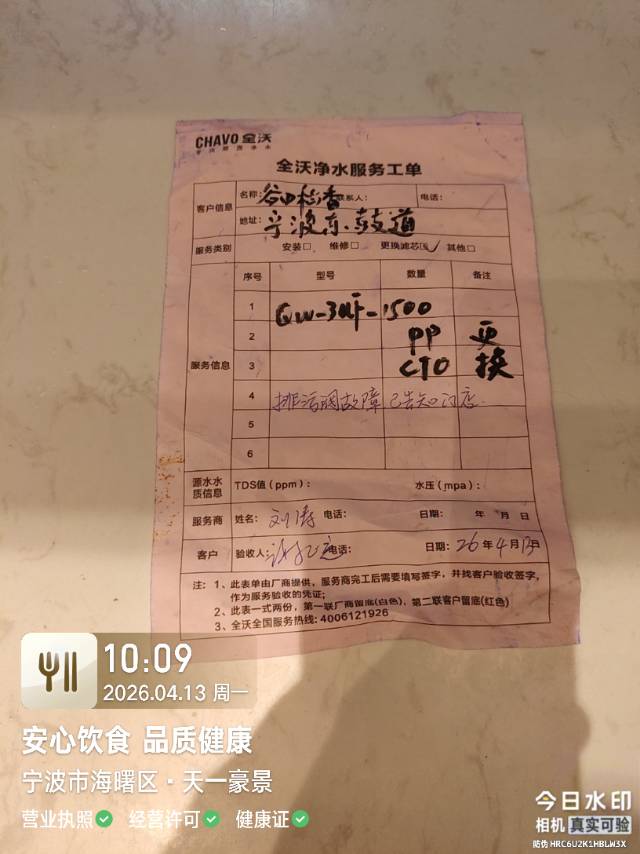 CHAVO 全沃
全沃净水服务工单
客户信息 名称：谷田稻香 联系人： 电话：
地址：宁波东鼓道
服务类别 安装□ 维修□ 更换滤芯☑ 其他□
序号 型号 数量 备注
服务信息
1 QW-3UF-1500
2 PP 更
3 CTO 换
4 排污阀故障 已告知门店.
5
6
源水水质信息 TDS值（ppm）： 水压（mpa）：
服务商 姓名：刘涛 电话： 日期： 年 月 日
客户 验收人： 电话： 日期：26年4月13日
注：1、此表单由厂商提供，服务商完工后需要填写签字，并找客户验收签字，
作为服务验收的凭证；
2、此表一式两份，第一联厂商留底(白色)，第二联客户留底(红色)
3、全沃全国服务热线：4006121926
10:09
2026.04.13 周一
安心饮食 品质健康
宁波市海曙区·天一豪景
营业执照 经营许可 健康证
今日水印
相机 真实可验
防伪 HRC6U2K1HBLW3X